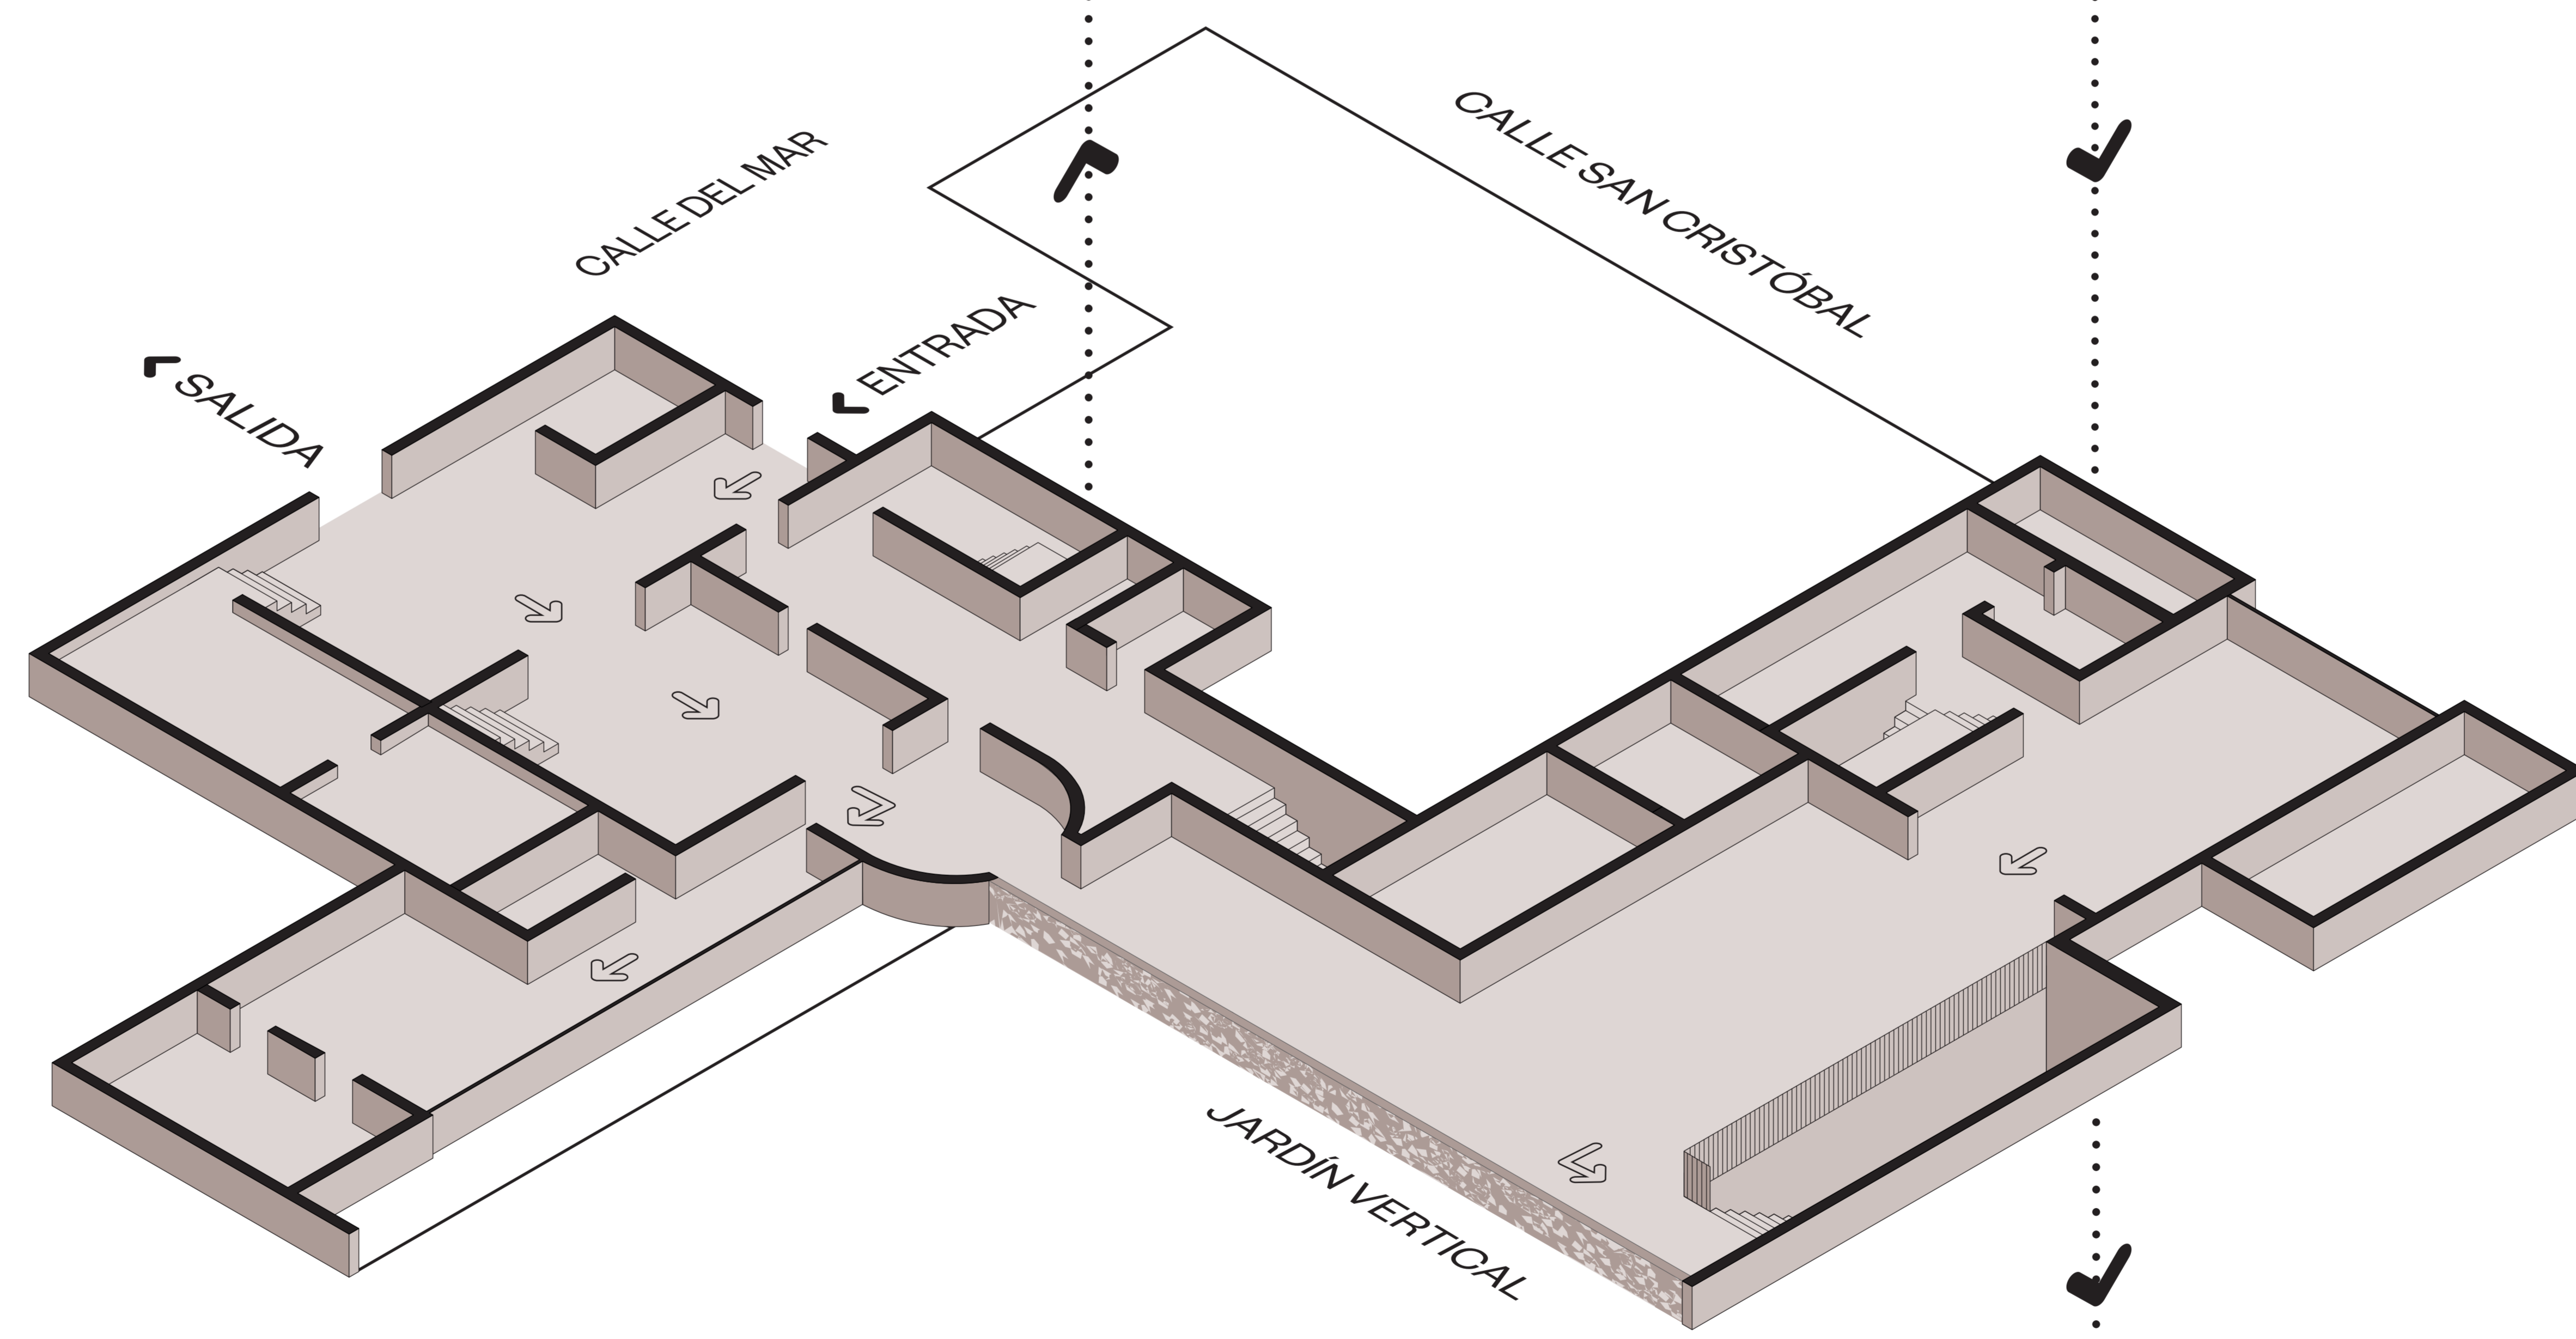 CALLE SAN CRISTÓBAL
CALLE DEL MAR
ENTRADA
SALIDA
JARDÍN VERTICAL